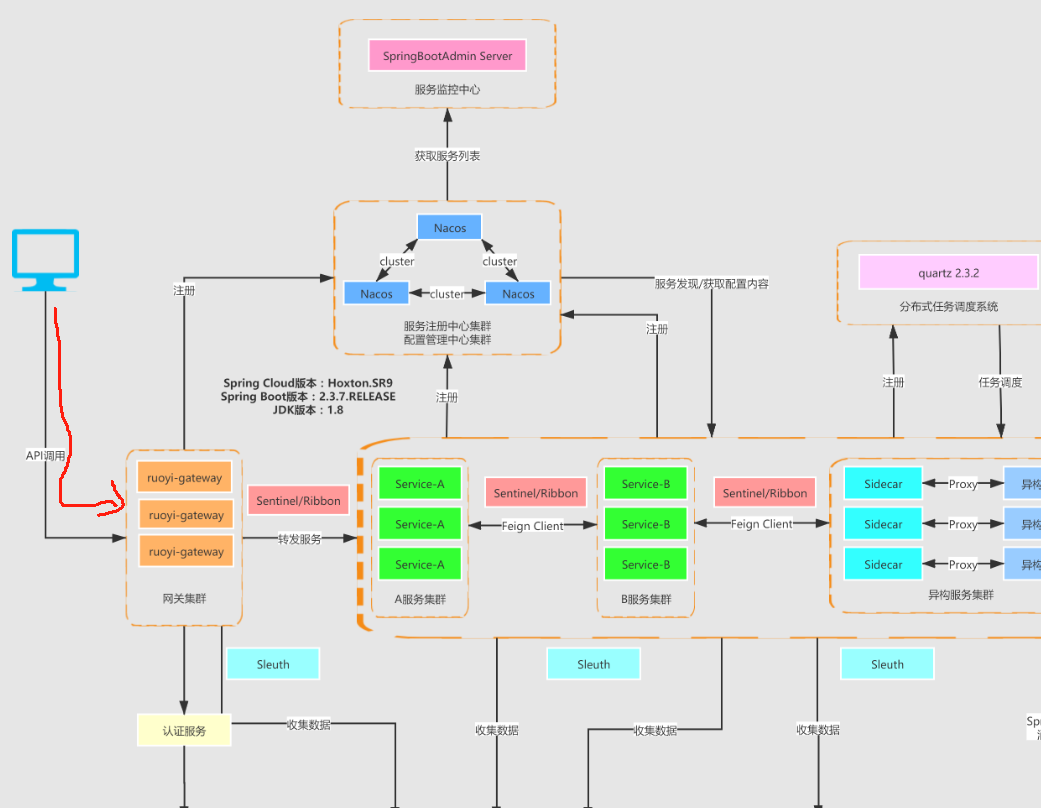 SpringBootAdmin Server
服务监控中心
获取服务列表
Nacos
cluster
cluster
Nacos
cluster
Nacos
服务注册中心集群
配置管理中心集群
注册
服务发现/获取配置内容
注册
quartz 2.3.2
分布式任务调度系统
Spring Cloud版本：Hoxton.SR9
Spring Boot版本：2.3.7.RELEASE
JDK版本：1.8
注册
注册
任务调度
API调用
ruoyi-gateway
ruoyi-gateway
ruoyi-gateway
网关集群
Sentinel/Ribbon
转发服务
Service-A
Service-A
Service-A
A服务集群
Sentinel/Ribbon
Feign Client
Service-B
Service-B
Service-B
B服务集群
Sentinel/Ribbon
Feign Client
Sidecar
Proxy
异构
Sidecar
Proxy
异构
Sidecar
Proxy
异构
异构服务集群
Sleuth
Sleuth
Sleuth
认证服务
收集数据
收集数据
收集数据
收集数据